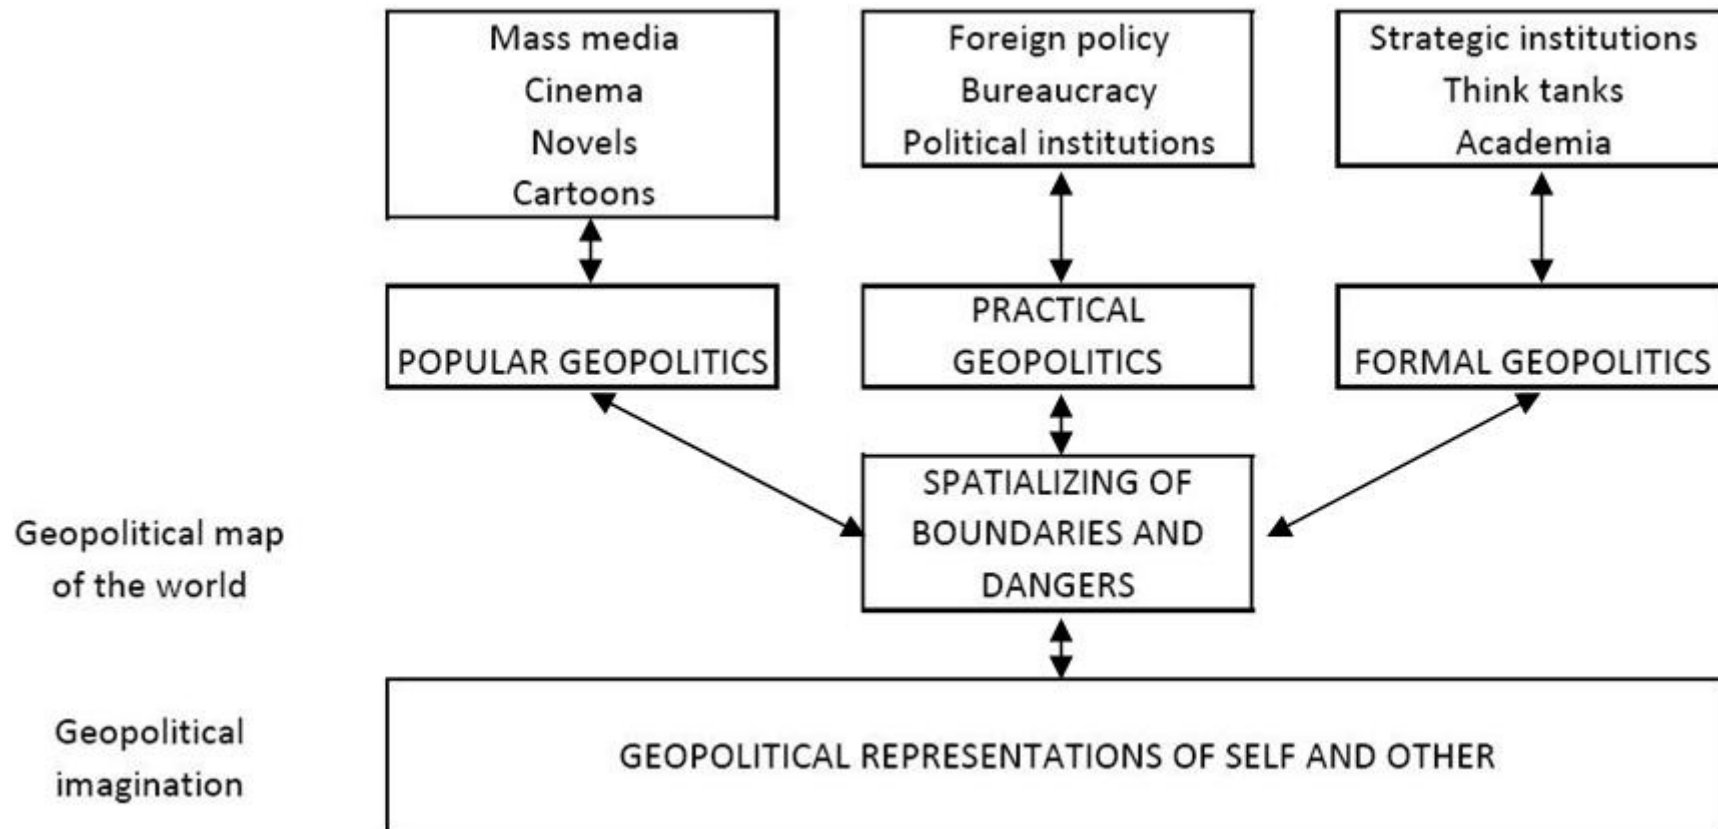 Mass media
Cinema
Novels
Cartoons
Foreign policy
Bureaucracy
Political institutions
Strategic institutions
Think tanks
Academia
POPULAR GEOPOLITICS
PRACTICAL
GEOPOLITICS
FORMAL GEOPOLITICS
Geopolitical map
of the world
SPATIALIZING OF
BOUNDARIES AND
DANGERS
Geopolitical
imagination
GEOPOLITICAL REPRESENTATIONS OF SELF AND OTHER